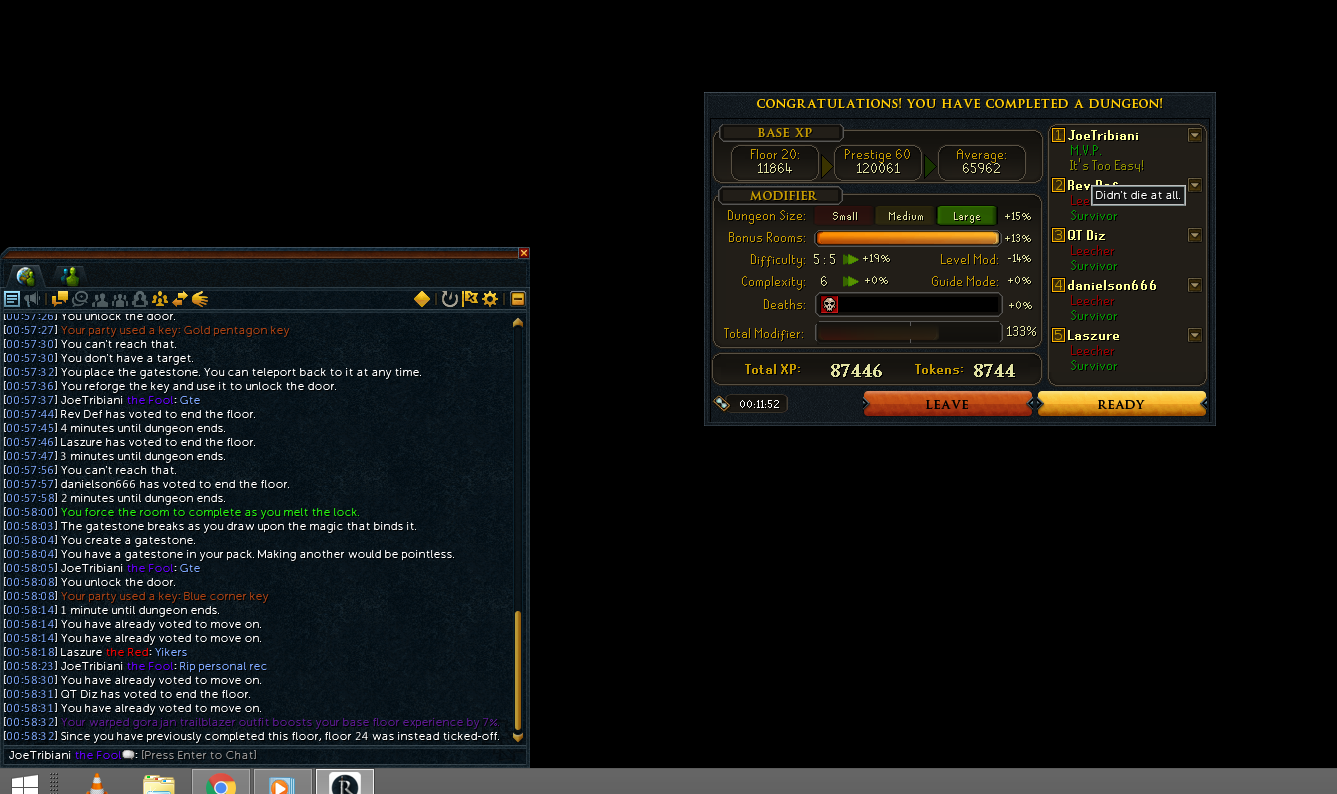 CONGRATULATIONS! YOU HAVE COMPLETED A DUNGEON!
BASE XP
Floor 20:
11864
Prestige 60
120061
Average:
65962
MODIFIER
Dungeon Size: Small Medium Large +15%
Bonus Rooms: +13%
Difficulty: 5 : 5 +19% Level Mod: -14%
Complexity: 6 +0% Guide Mode: +0%
Deaths: +0%
Total Modifier: 133%
Total XP: 87446 Tokens: 8744
00:11:52
LEAVE
READY
1 JoeTribiani
M.V.P.
It's Too Easy!
2 Rev Def
Didn't die at all.
Survivor
3 QT Diz
Leecher
Survivor
4 danielson666
Leecher
Survivor
5 Laszure
Leecher
Survivor
[00:57:26] You unlock the door.
[00:57:27] Your party used a key: Gold pentagon key
[00:57:30] You can't reach that.
[00:57:30] You don't have a target.
[00:57:32] You place the gatestone. You can teleport back to it at any time.
[00:57:36] You reforge the key and use it to unlock the door.
[00:57:37] JoeTribiani the Fool: Gte
[00:57:44] Rev Def has voted to end the floor.
[00:57:45] 4 minutes until dungeon ends.
[00:57:46] Laszure has voted to end the floor.
[00:57:47] 3 minutes until dungeon ends.
[00:57:56] You can't reach that.
[00:57:57] danielson666 has voted to end the floor.
[00:57:58] 2 minutes until dungeon ends.
[00:58:00] You force the room to complete as you melt the lock.
[00:58:03] The gatestone breaks as you draw upon the magic that binds it.
[00:58:04] You create a gatestone.
[00:58:04] You have a gatestone in your pack. Making another would be pointless.
[00:58:05] JoeTribiani the Fool: Gte
[00:58:08] You unlock the door.
[00:58:08] Your party used a key: Blue corner key
[00:58:14] 1 minute until dungeon ends.
[00:58:14] You have already voted to move on.
[00:58:14] You have already voted to move on.
[00:58:18] Laszure the Red: Yikers
[00:58:23] JoeTribiani the Fool: Rip personal rec
[00:58:30] You have already voted to move on.
[00:58:31] QT Diz has voted to end the floor.
[00:58:31] You have already voted to move on.
[00:58:32] Your warped gorajan trailblazer outfit boosts your base floor experience by 7%.
[00:58:32] Since you have previously completed this floor, floor 24 was instead ticked-off.
JoeTribiani the Fool: [Press Enter to Chat]